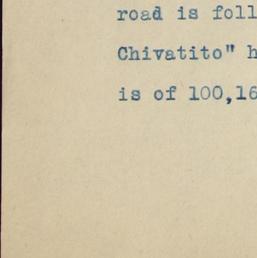 road is foll
Chivatito" h
is of 100,16